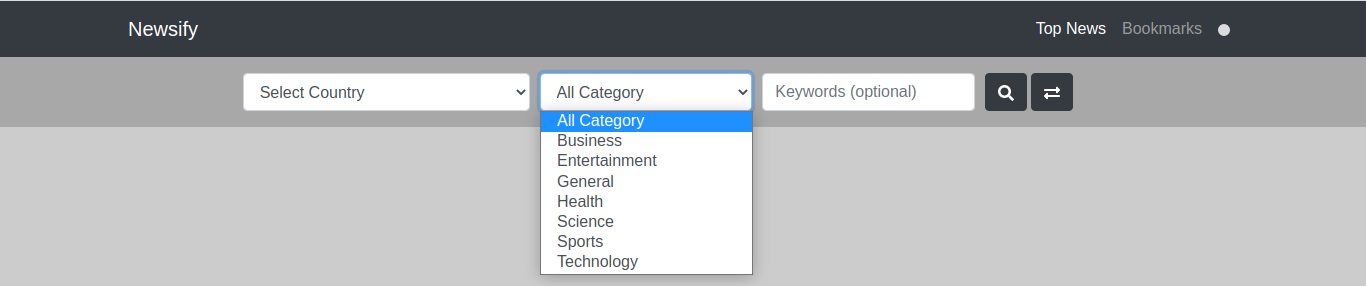 Newsify
Top News Bookmarks
Select Country
All Category
Keywords (optional)
All Category
Business
Entertainment
General
Health
Science
Sports
Technology